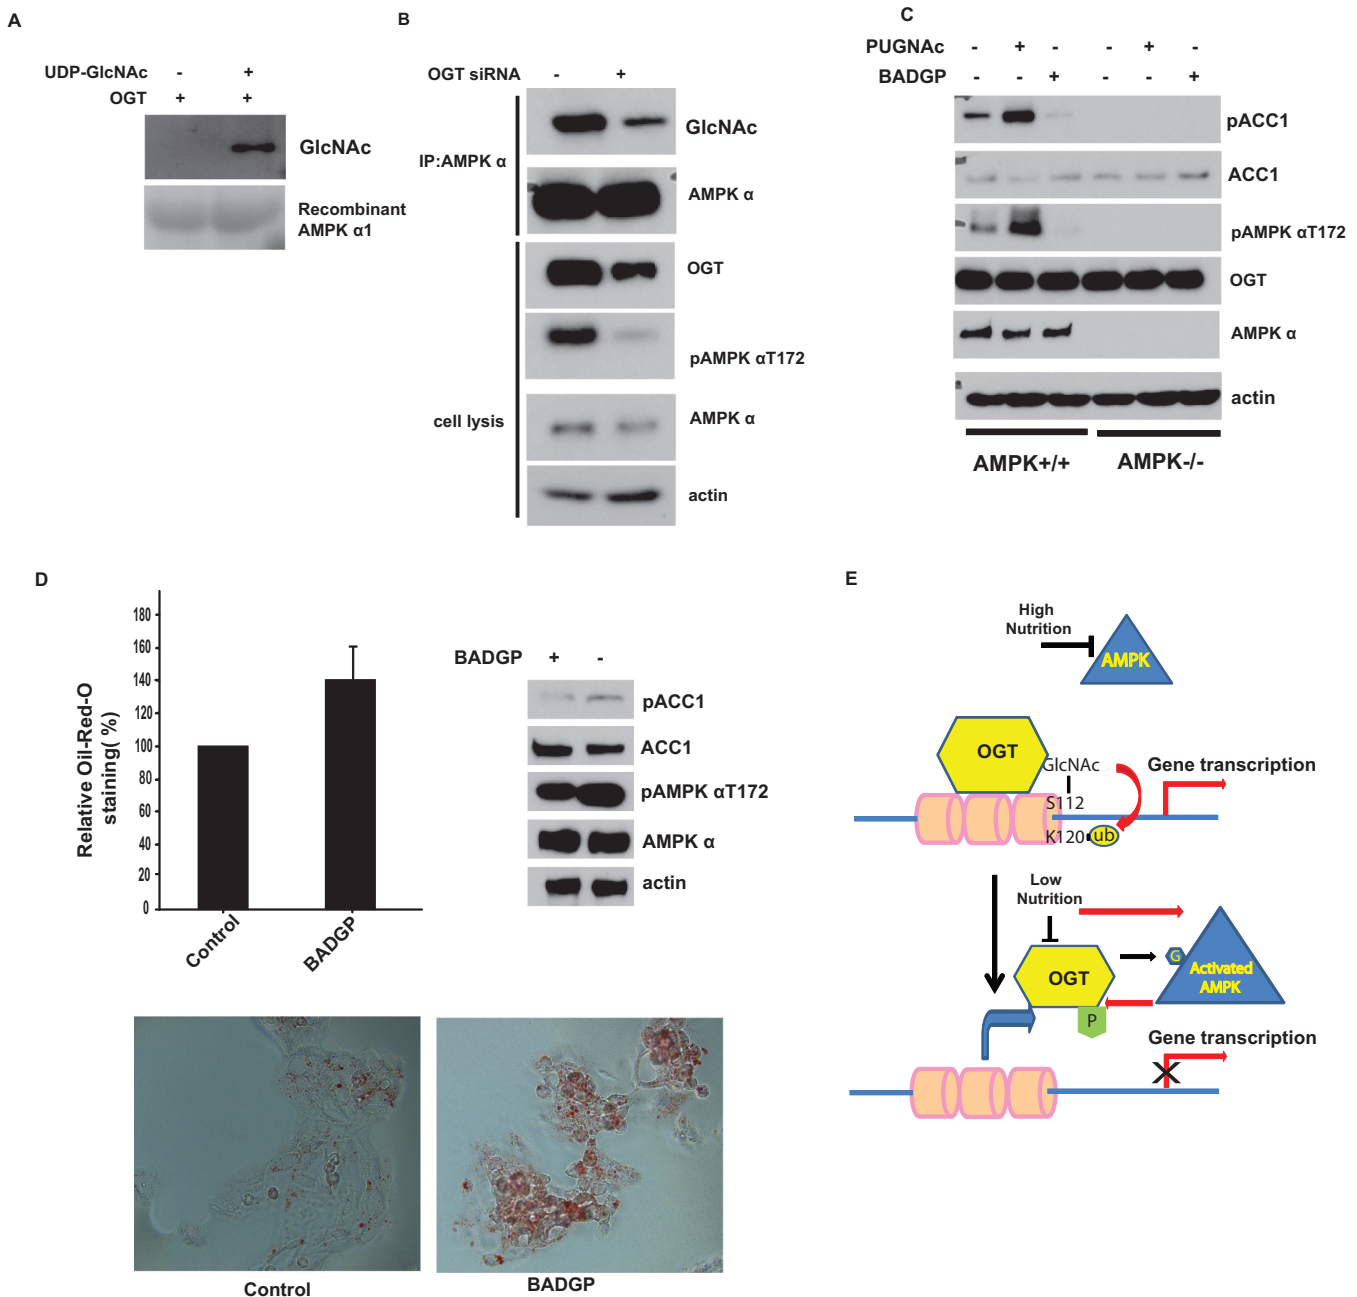 A
UDP-GlcNAc - +
OGT + +
GlcNAc
Recombinant
AMPK α1
B
OGT siRNA - +
GlcNAc
IP:AMPK α
AMPK α
OGT
pAMPK αT172
cell lysis
AMPK α
actin
C
PUGNAc - + - - + -
BADGP - - + - - +
pACC1
ACC1
pAMPK αT172
OGT
AMPK α
actin
AMPK+/+ AMPK-/-
D
Relative Oil-Red-O
staining( %)
180
160
140
120
100
80
60
40
20
0
Control
BADGP
BADGP + -
pACC1
ACC1
pAMPK αT172
AMPK α
actin
Control
BADGP
E
High
Nutrition
AMPK
OGT
GlcNAc
Gene transcription
S112
K120
ub
Low
Nutrition
OGT
G
Activated
AMPK
P
Gene transcription